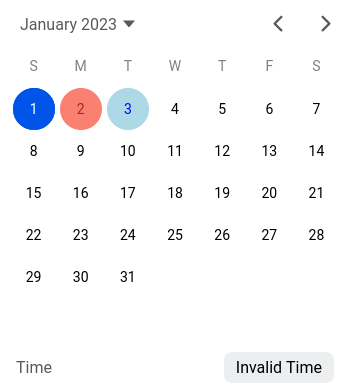 January 2023
S M T W T F S
1 2 3 4 5 6 7
8 9 10 11 12 13 14
15 16 17 18 19 20 21
22 23 24 25 26 27 28
29 30 31
Time Invalid Time